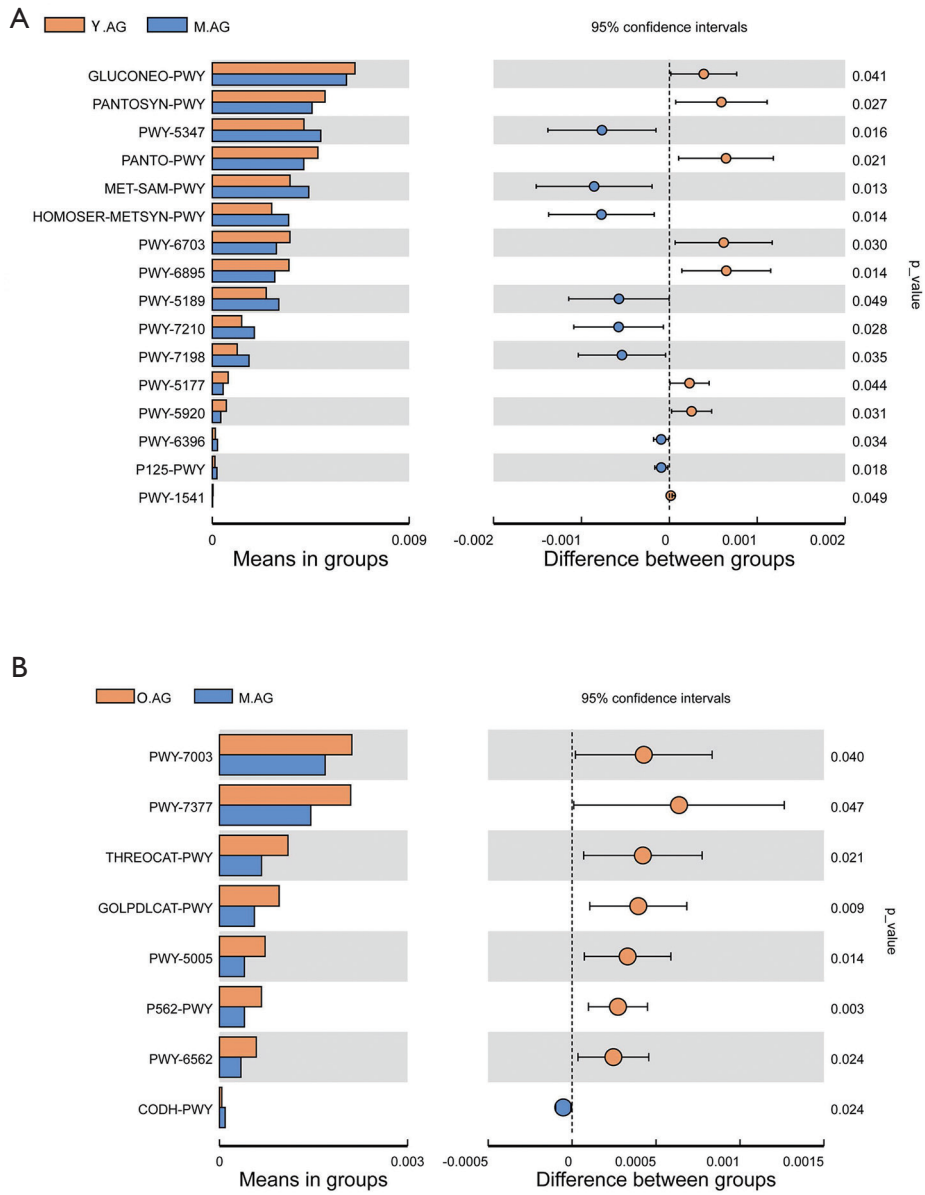 A
Y.AG M.AG
95% confidence intervals
GLUCONEO-PWY 0.041
PANTOSYN-PWY 0.027
PWY-5347 0.016
PANTO-PWY 0.021
MET-SAM-PWY 0.013
HOMOSER-METSYN-PWY 0.014
PWY-6703 0.030
PWY-6895 0.014
PWY-5189 0.049
PWY-7210 0.028
PWY-7198 0.035
PWY-5177 0.044
PWY-5920 0.031
PWY-6396 0.034
P125-PWY 0.018
PWY-1541 0.049
p_value
0 0.009 -0.002 -0.001 0 0.001 0.002
Means in groups Difference between groups
B
O.AG M.AG
95% confidence intervals
PWY-7003 0.040
PWY-7377 0.047
THREOCAT-PWY 0.021
GOLPDLCAT-PWY 0.009
PWY-5005 0.014
P562-PWY 0.003
PWY-6562 0.024
CODH-PWY 0.024
p_value
0 0.003 -0.0005 0 0.0005 0.001 0.0015
Means in groups Difference between groups